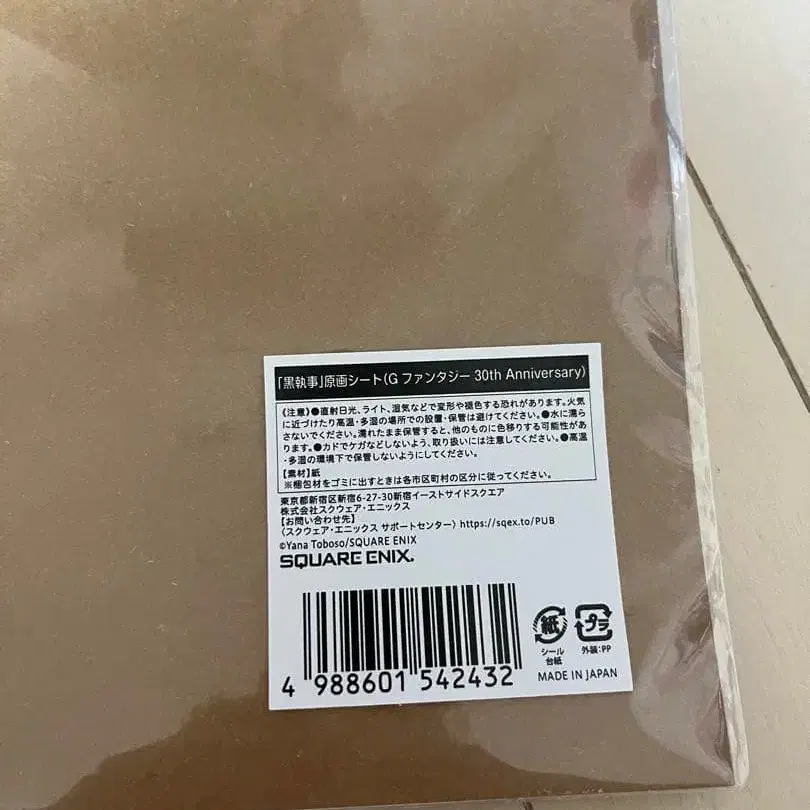 「黒執事」原画シート(G ファンタジー 30th Anniversary)
《注意》●直射日光、ライト、湿気などで変形や褪色する恐れがあります。火気
に近づけたり高温・多湿の場所での設置・保管は避けてください。●水に濡ら
さないでください。濡れたまま保管すると、他のものに色移りする可能性があ
ります。●カドでケガなどしないよう、取り扱いには注意してください。●高温
・多湿の環境下で保管しないようにしてください。
【素材】紙
※梱包材をゴミに出すときは各市区町村の区分に従ってください。
東京都新宿区新宿6-27-30新宿イーストサイドスクエア
株式会社スクウェア・エニックス
【お問い合わせ先】
〈スクウェア・エニックス サポートセンター〉https://sqex.to/PUB
©Yana Toboso/SQUARE ENIX
SQUARE ENIX.
4 988601 542432
紙
シール
台紙
プラ
外装:PP
MADE IN JAPAN